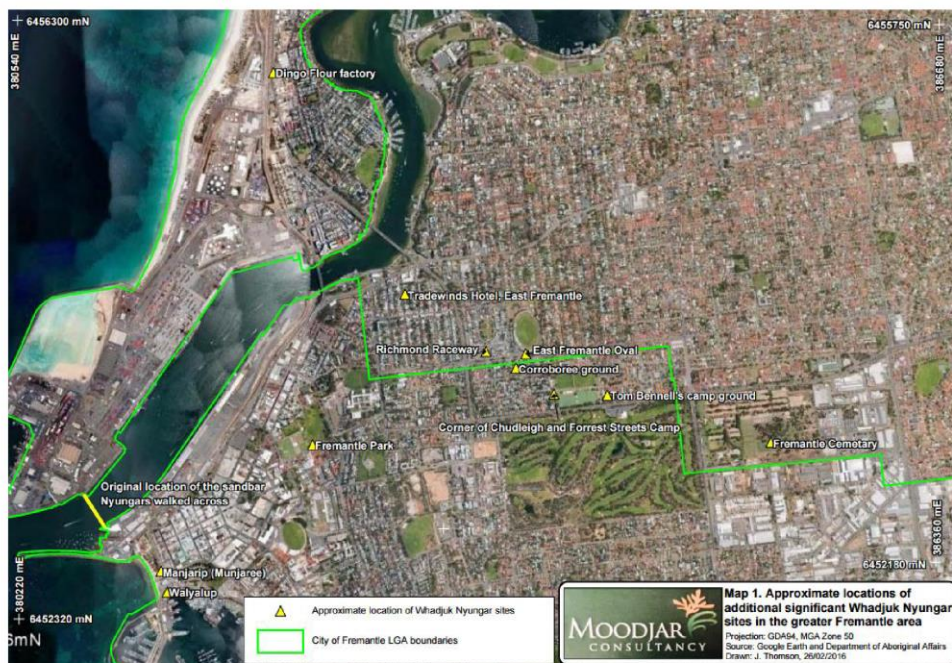 6456300 mN
380540 mE
6455750 mN
386680 mE
Dingo Flour factory
Tradewinds Hotel, East Fremantle
Richmond Raceway
East Fremantle Oval
Corroboree ground
Tom Bennell's camp ground
Corner of Chudleigh and Forrest Streets Camp
Fremantle Park
Fremantle Cemetary
Original location of the sandbar
Nyungars walked across
Manjarip (Munjaree)
Walyalup
380220 mE
6452320 mN
6mN
386360 mE
6452180 mN
Approximate location of Whadjuk Nyungar sites
City of Fremantle LGA boundaries
MOODJAR
CONSULTANCY
Map 1. Approximate locations of
additional significant Whadjuk Nyungar
sites in the greater Fremantle area
Projection: GDA94, MGA Zone 50
Source: Google Earth and Department of Aboriginal Affairs
Drawn: J. Thomson, 26/02/2016